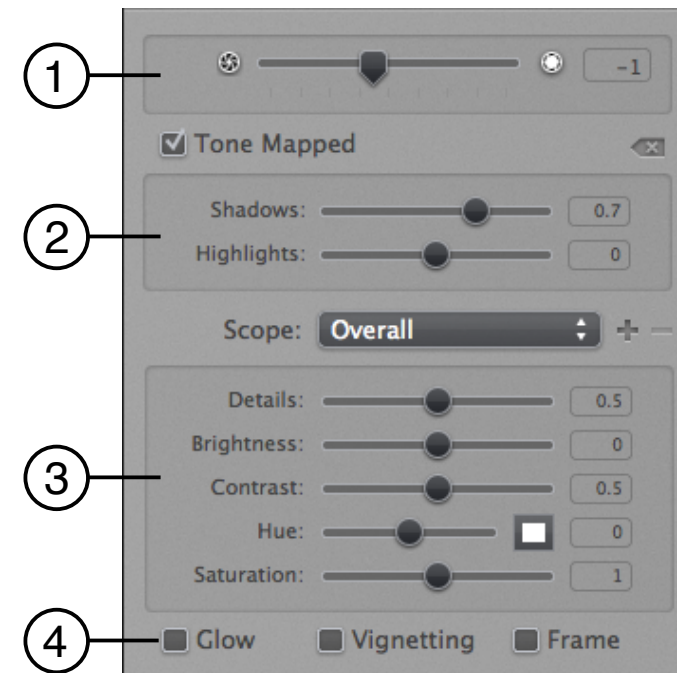 1
-1
Tone Mapped
2
Shadows: 0.7
Highlights: 0
Scope: Overall
3
Details: 0.5
Brightness: 0
Contrast: 0.5
Hue: 0
Saturation: 1
4
Glow Vignetting Frame